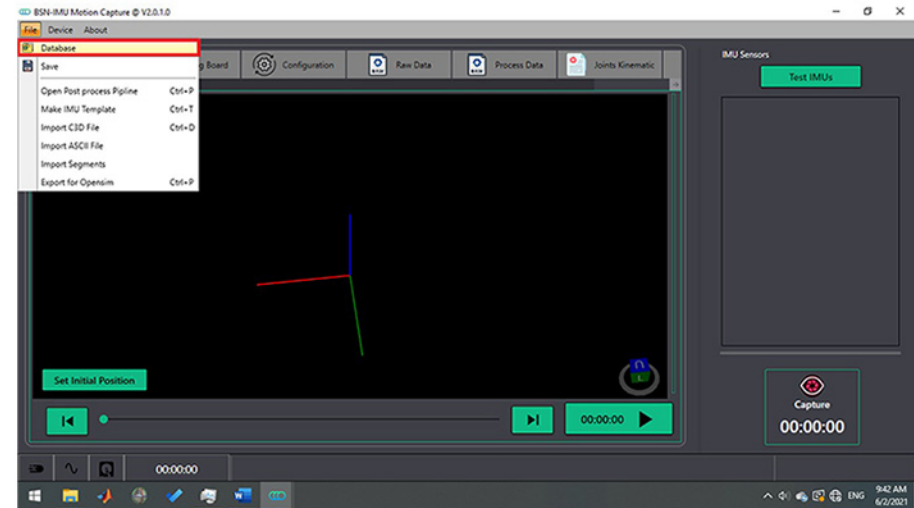 BSN-IMU Motion Capture © V2.0.1.0
File Device About
Database
Save
Open Post process Pipline Ctrl+P
Make IMU Template Ctrl+T
Import C3D File Ctrl+D
Import ASCII File
Import Segments
Export for Opensim Ctrl+P
g Board
Configuration
Raw Data
Process Data
Joints Kinematic
IMU Sensors
Test IMUs
Set Initial Position
00:00:00
Capture
00:00:00
00:00:00
ENG
9:42 AM
6/2/2021